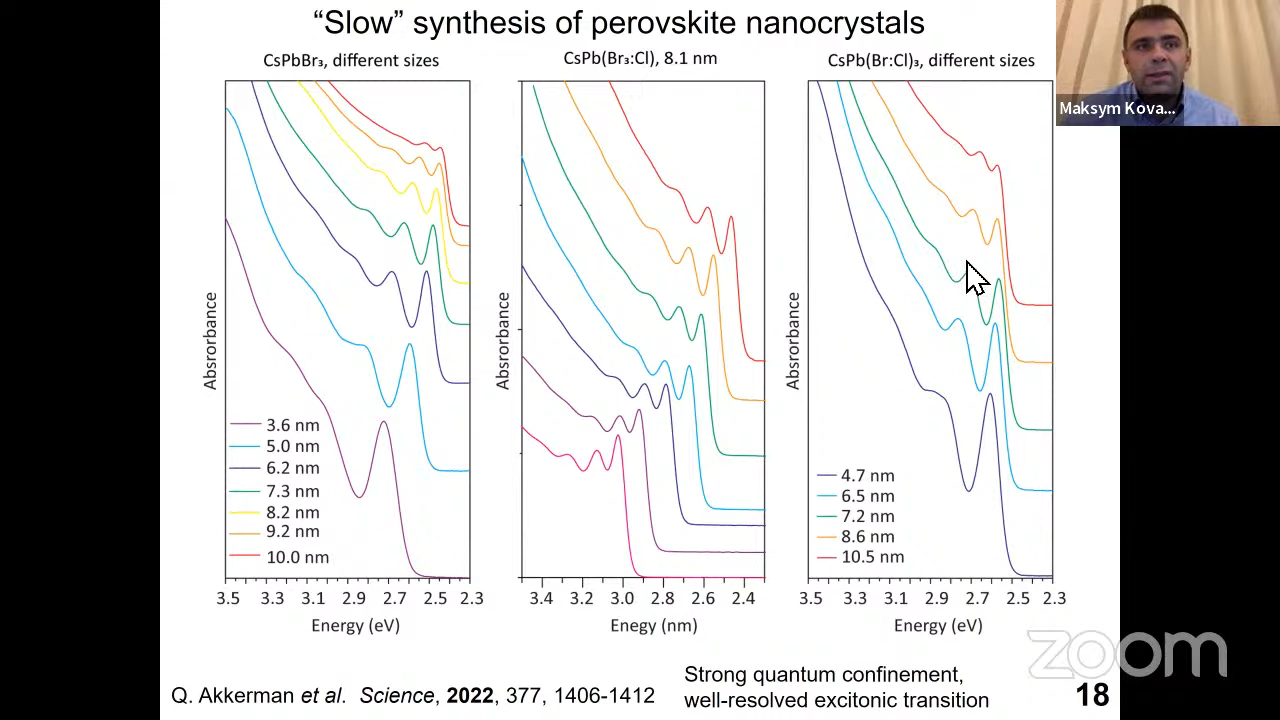 “Slow” synthesis of perovskite nanocrystals
CsPbBr₃, different sizes
CsPb(Br₃:Cl), 8.1 nm
CsPb(Br:Cl)₃, different sizes
Maksym Kova...
Absrorbance
3.6 nm
5.0 nm
6.2 nm
7.3 nm
8.2 nm
9.2 nm
10.0 nm
3.5 3.3 3.1 2.9 2.7 2.5 2.3
Energy (eV)
Absrorbance
3.4 3.2 3.0 2.8 2.6 2.4
Enegy (nm)
Absrorbance
4.7 nm
6.5 nm
7.2 nm
8.6 nm
10.5 nm
3.5 3.3 3.1 2.9 2.7 2.5 2.3
Energy (eV)
zoom
Q. Akkerman et al. Science, 2022, 377, 1406-1412
Strong quantum confinement,
well-resolved excitonic transition
18